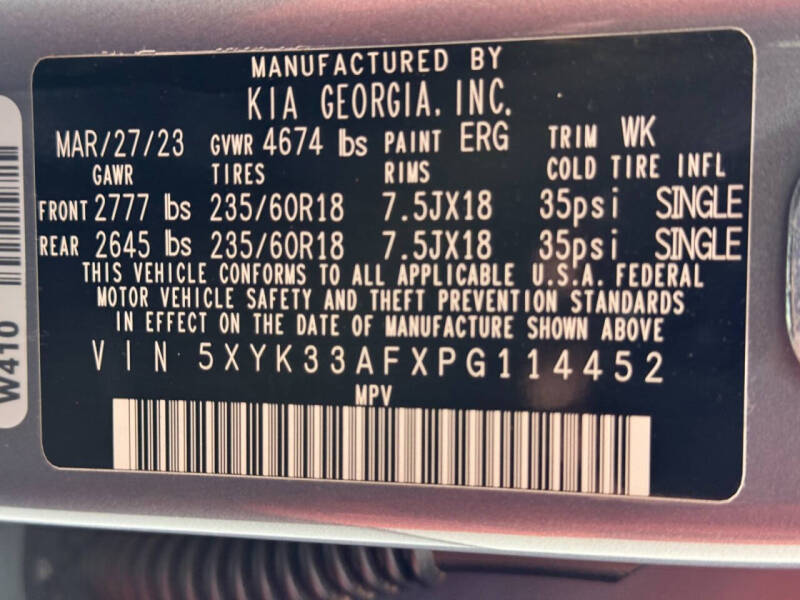 MANUFACTURED BY
KIA GEORGIA. INC.
MAR/27/23 GVWR 4674 lbs PAINT ERG TRIM WK
GAWR TIRES RIMS COLD TIRE INFL
FRONT 2777 lbs 235/60R18 7.5JX18 35psi SINGLE
REAR 2645 lbs 235/60R18 7.5JX18 35psi SINGLE
THIS VEHICLE CONFORMS TO ALL APPLICABLE U.S.A. FEDERAL
MOTOR VEHICLE SAFETY AND THEFT PREVENTION STANDARDS
IN EFFECT ON THE DATE OF MANUFACTURE SHOWN ABOVE
VIN 5XYK33AFXPG114452
MPV
W410